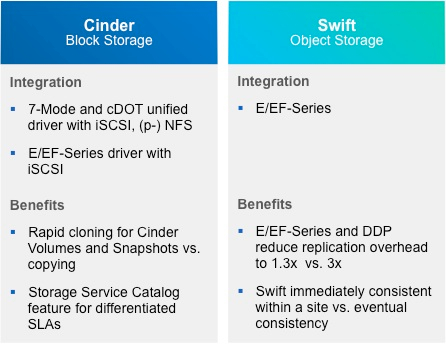 Cinder
Block Storage
Integration
▪ 7-Mode and cDOT unified
driver with iSCSI, (p-) NFS
▪ E/EF-Series driver with
iSCSI
Benefits
▪ Rapid cloning for Cinder
Volumes and Snapshots vs.
copying
▪ Storage Service Catalog
feature for differentiated
SLAs
Swift
Object Storage
Integration
▪ E/EF-Series
Benefits
▪ E/EF-Series and DDP
reduce replication overhead
to 1.3x vs. 3x
▪ Swift immediately consistent
within a site vs. eventual
consistency